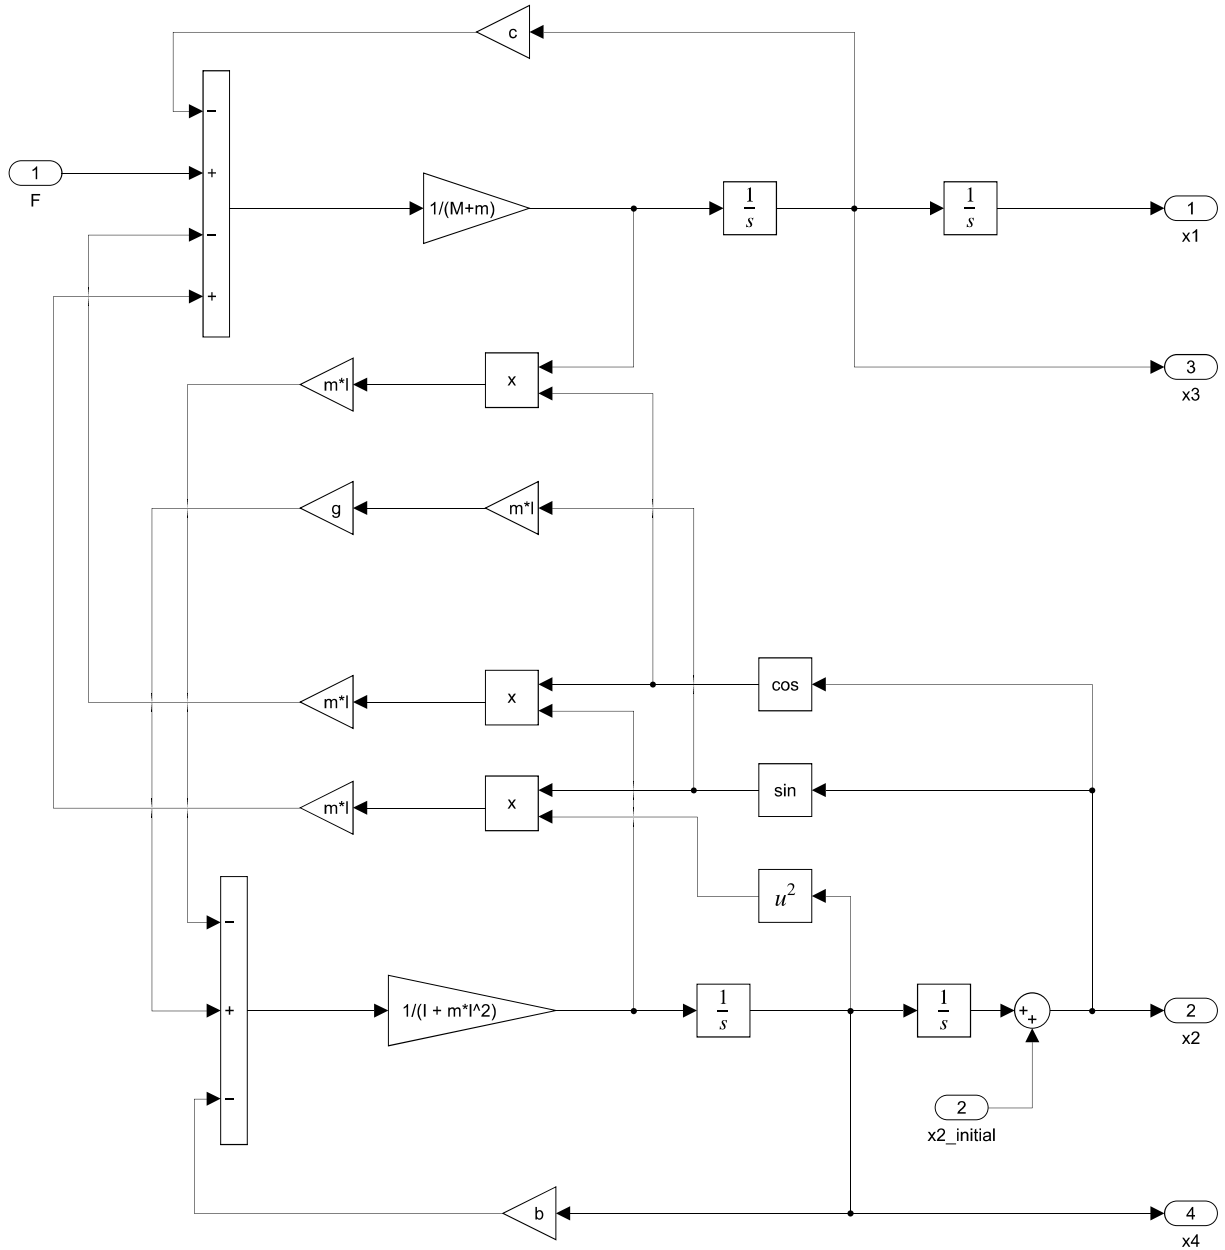 c
−
1
+
F
1/(M+m)
1
s
1
s
1
x1
−
+
3
x3
m*l
x
g
m*l
cos
m*l
x
sin
m*l
x
u²
−
+
1/(I + m*l^2)
1
s
1
s
+
+
2
x2
−
2
x2_initial
b
4
x4